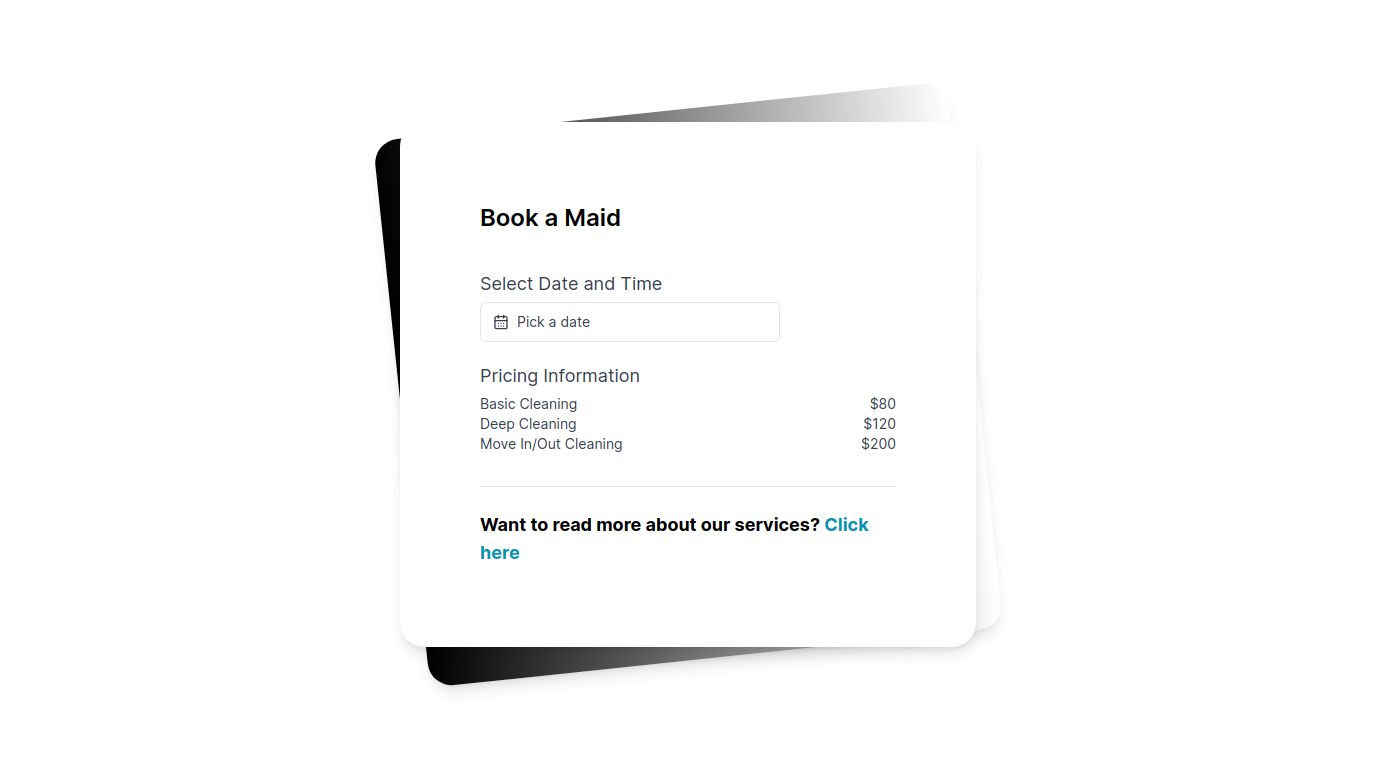 Book a Maid
Select Date and Time
Pick a date
Pricing Information
Basic Cleaning $80
Deep Cleaning $120
Move In/Out Cleaning $200
Want to read more about our services? Click
here